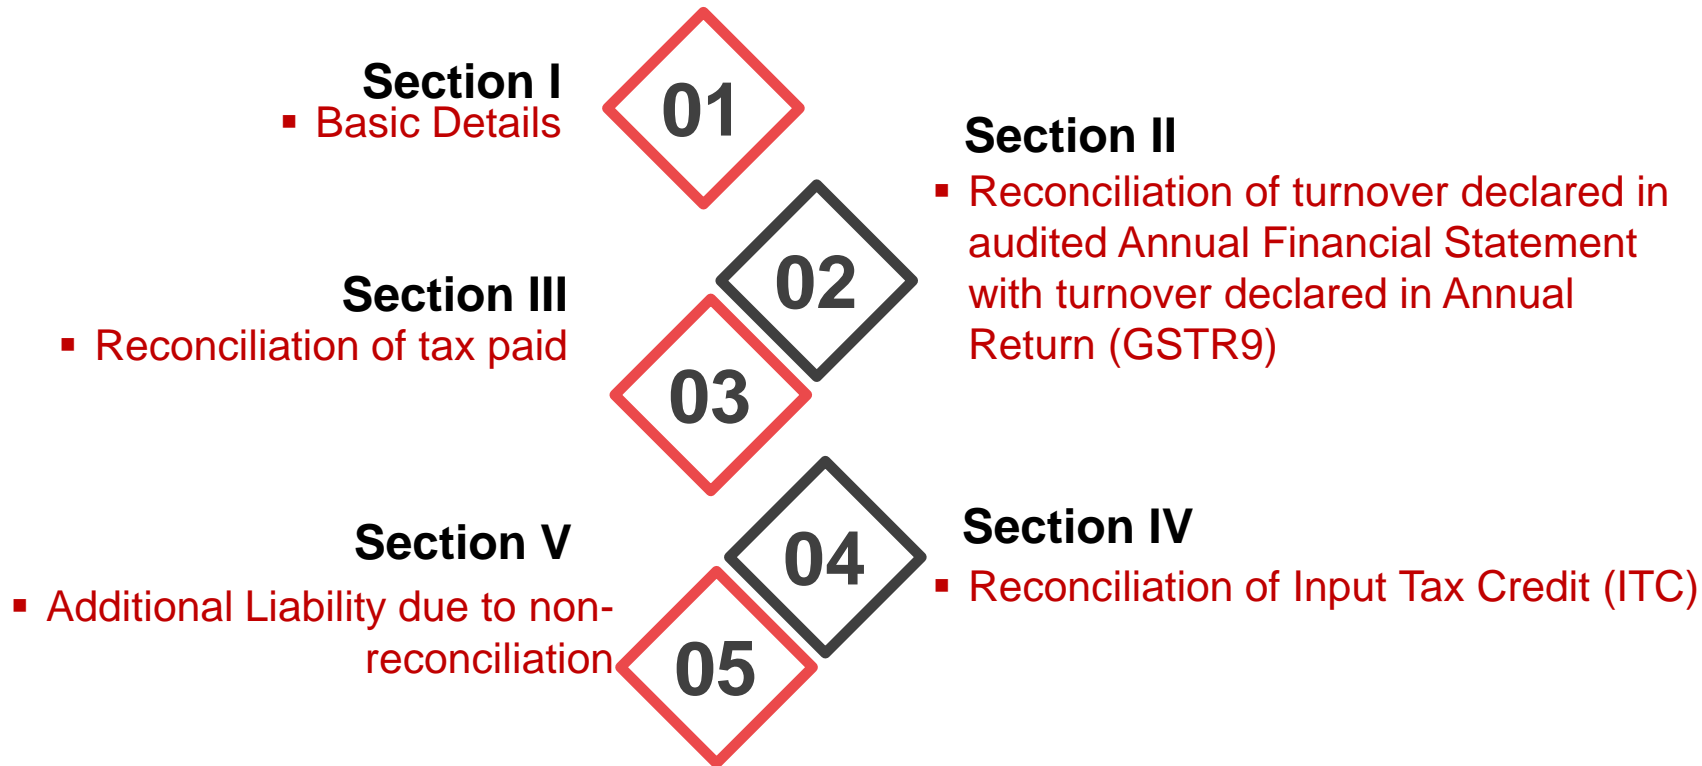 Section I
▪ Basic Details
01
Section II
▪ Reconciliation of turnover declared in
audited Annual Financial Statement
with turnover declared in Annual
Return (GSTR9)
02
Section III
▪ Reconciliation of tax paid
03
Section IV
▪ Reconciliation of Input Tax Credit (ITC)
04
Section V
▪ Additional Liability due to non-
reconciliation
05